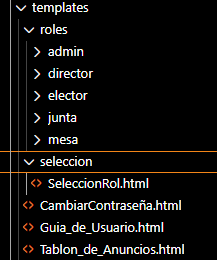 templates
roles
admin
director
elector
junta
mesa
seleccion
SeleccionRol.html
CambiarContraseña.html
Guia_de_Usuario.html
Tablon_de_Anuncios.html